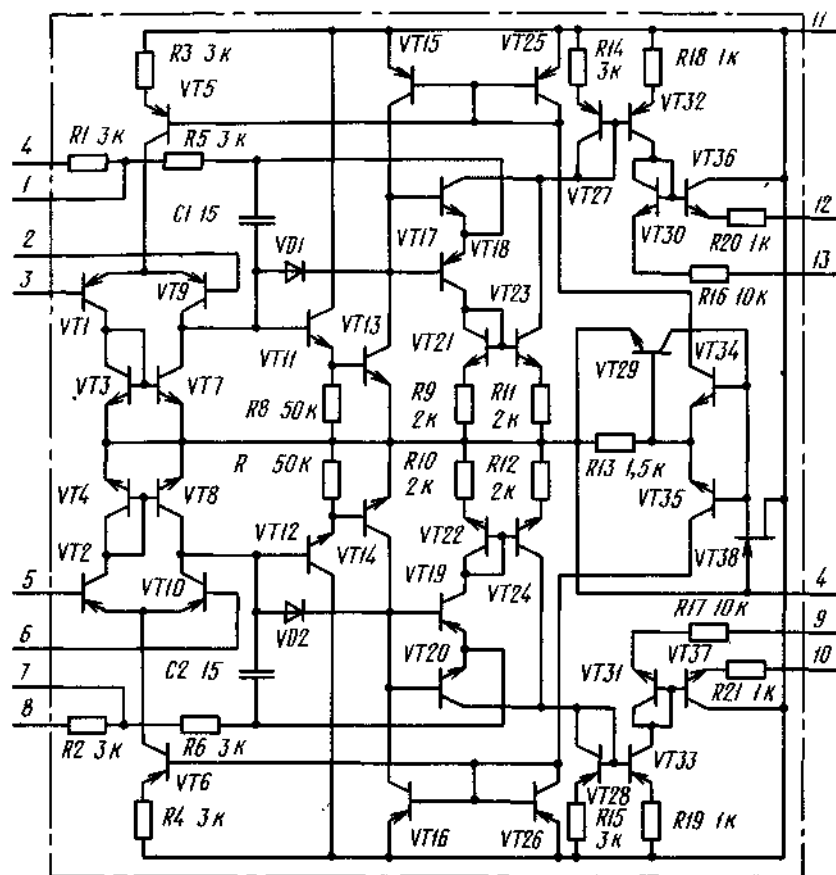 11
R3 3к
VT15
VT25
R14
3к
R18 1к
VT5
VT32
4
R1 3к
R5 3к
VT36
1
VT27
12
C1 15
VT17
VT30
R20 1к
2
VD1
VT18
13
3
VT9
R16 10к
VT1
VT23
VT11
VT13
VT21
VT34
VT29
VT3
VT7
R9
2к
R11
2к
R8 50к
R 50к
R10
2к
R12
2к
R13 1,5к
VT4
VT8
VT35
VT2
VT12
VT22
VT14
VT38
5
VT10
VT19
VT24
4
VD2
R17 10к
9
6
C2 15
VT20
VT31
VT37
10
7
R21 1к
8
R2 3к
R6 3к
VT33
VT6
VT28
R4 3к
VT16
VT26
R15
3к
R19 1к